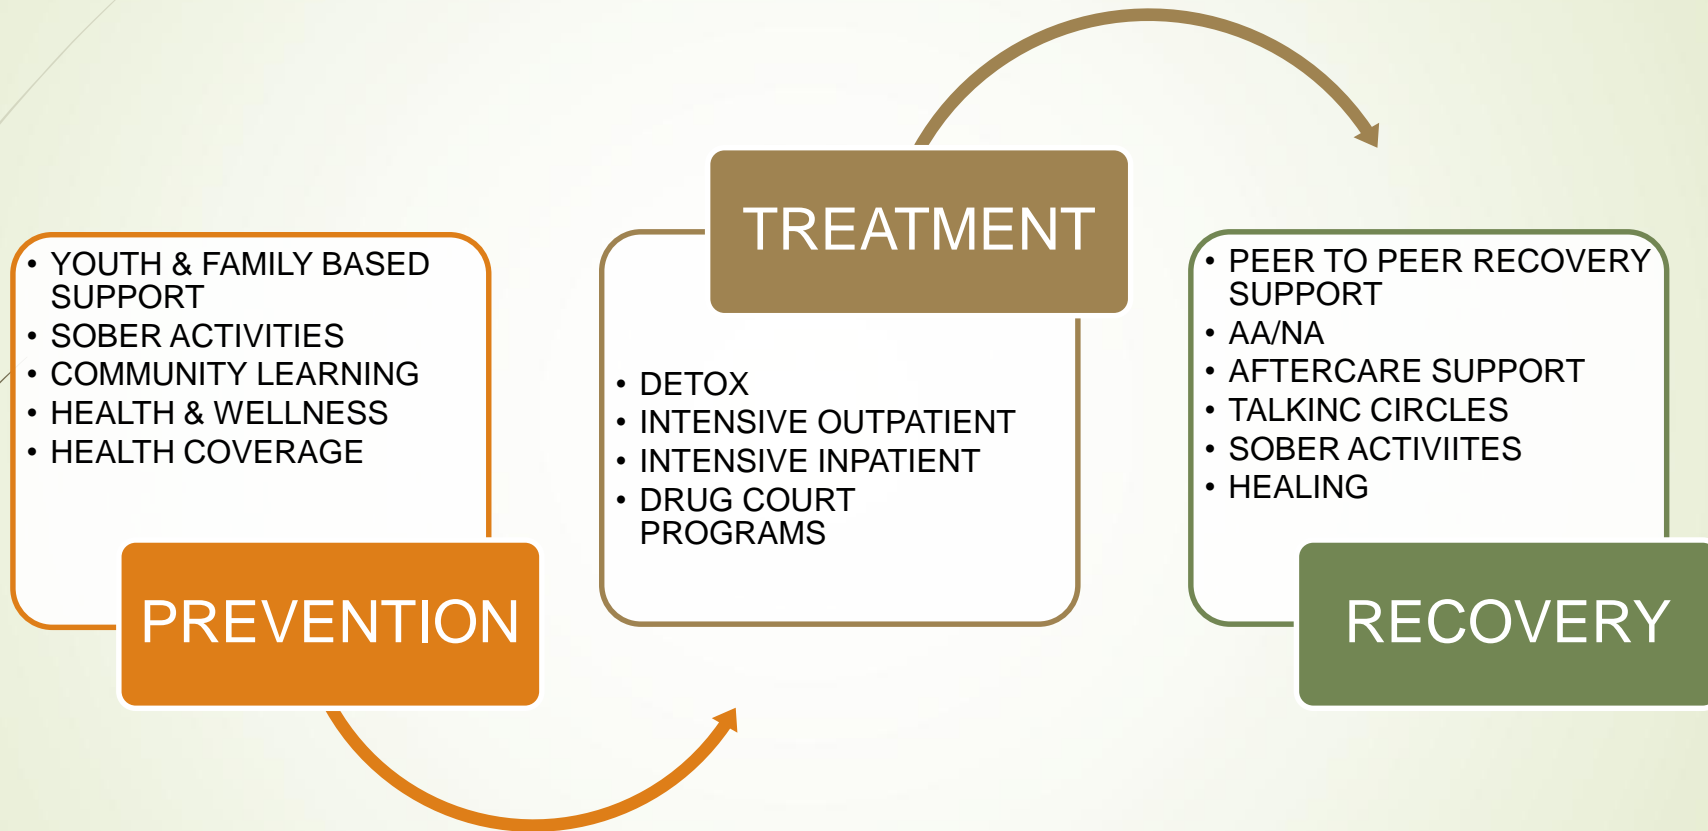 • YOUTH & FAMILY BASED
SUPPORT
• SOBER ACTIVITIES
• COMMUNITY LEARNING
• HEALTH & WELLNESS
• HEALTH COVERAGE
PREVENTION
TREATMENT
• DETOX
• INTENSIVE OUTPATIENT
• INTENSIVE INPATIENT
• DRUG COURT
PROGRAMS
• PEER TO PEER RECOVERY
SUPPORT
• AA/NA
• AFTERCARE SUPPORT
• TALKINC CIRCLES
• SOBER ACTIVIITES
• HEALING
RECOVERY